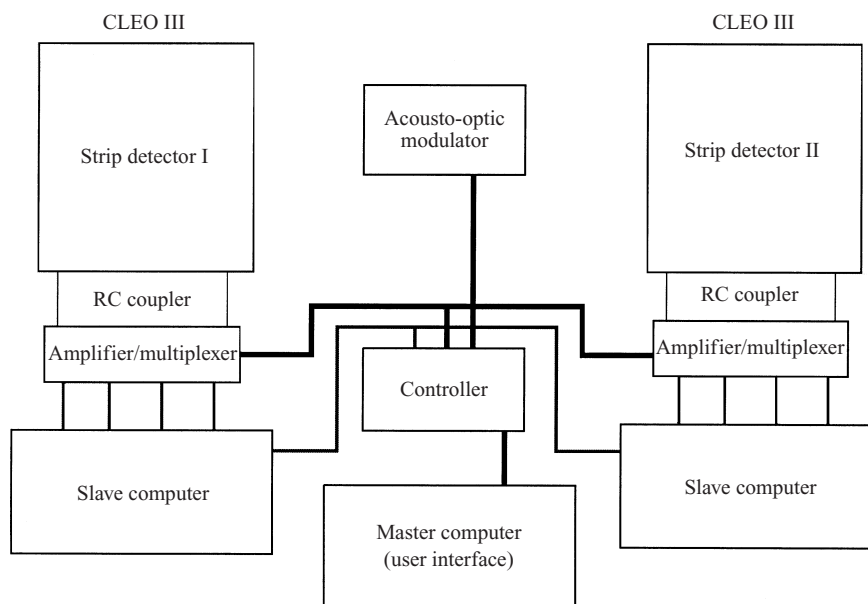 CLEO III
CLEO III
Strip detector I
Acousto-optic
modulator
Strip detector II
RC coupler
RC coupler
Amplifier/multiplexer
Amplifier/multiplexer
Controller
Slave computer
Slave computer
Master computer
(user interface)